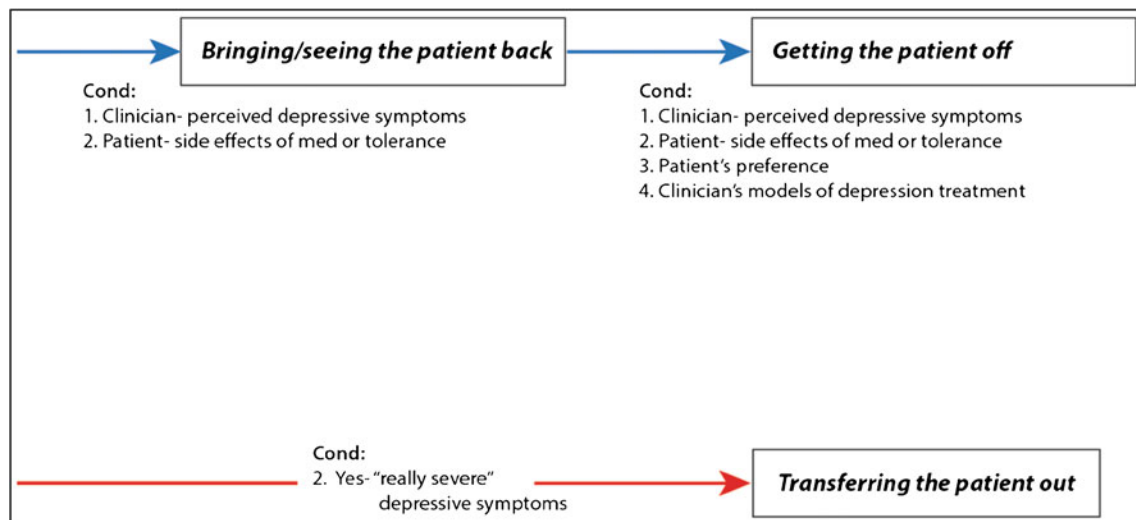 Bringing/seeing the patient back
Cond:
1. Clinician- perceived depressive symptoms
2. Patient- side effects of med or tolerance
Getting the patient off
Cond:
1. Clinician- perceived depressive symptoms
2. Patient- side effects of med or tolerance
3. Patient's preference
4. Clinician's models of depression treatment
Cond:
2. Yes- “really severe”
depressive symptoms
Transferring the patient out